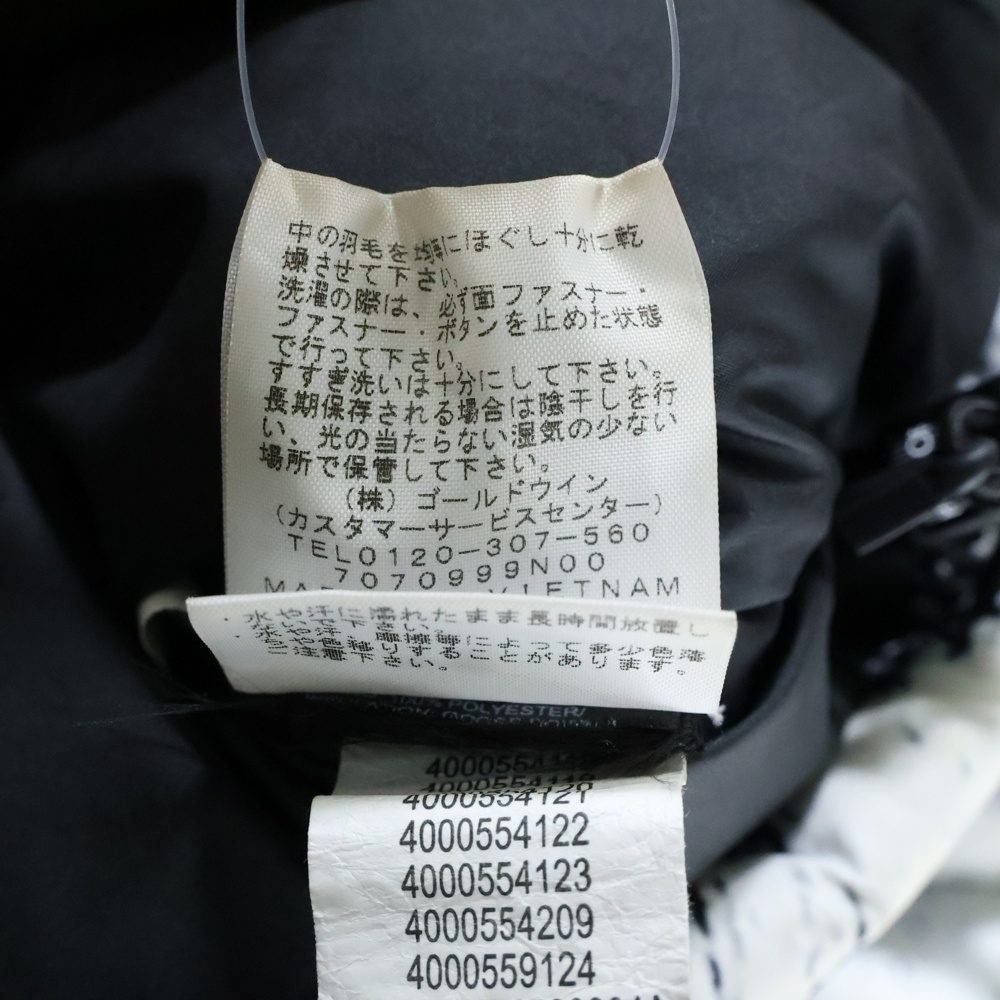 中の羽毛を均等にほぐし十分に乾
燥させて下さい。
洗濯の際は、必ず面ファスナー・
ファスナー・ボタンを止めた状態
で行って下さい。
すすぎ洗いは十分にして下さい。
長期保存される場合は陰干しを行
い、光の当たらない湿気の少ない
場所で保管して下さい。
（株）ゴールドウイン
（カスタマーサービスセンター）
TEL0120-307-560
7070999N00
VIETNAM
・水や汗に濡れたまま長時間放置し
POLYESTER/
4000554121
4000554122
4000554123
4000554209
4000559124